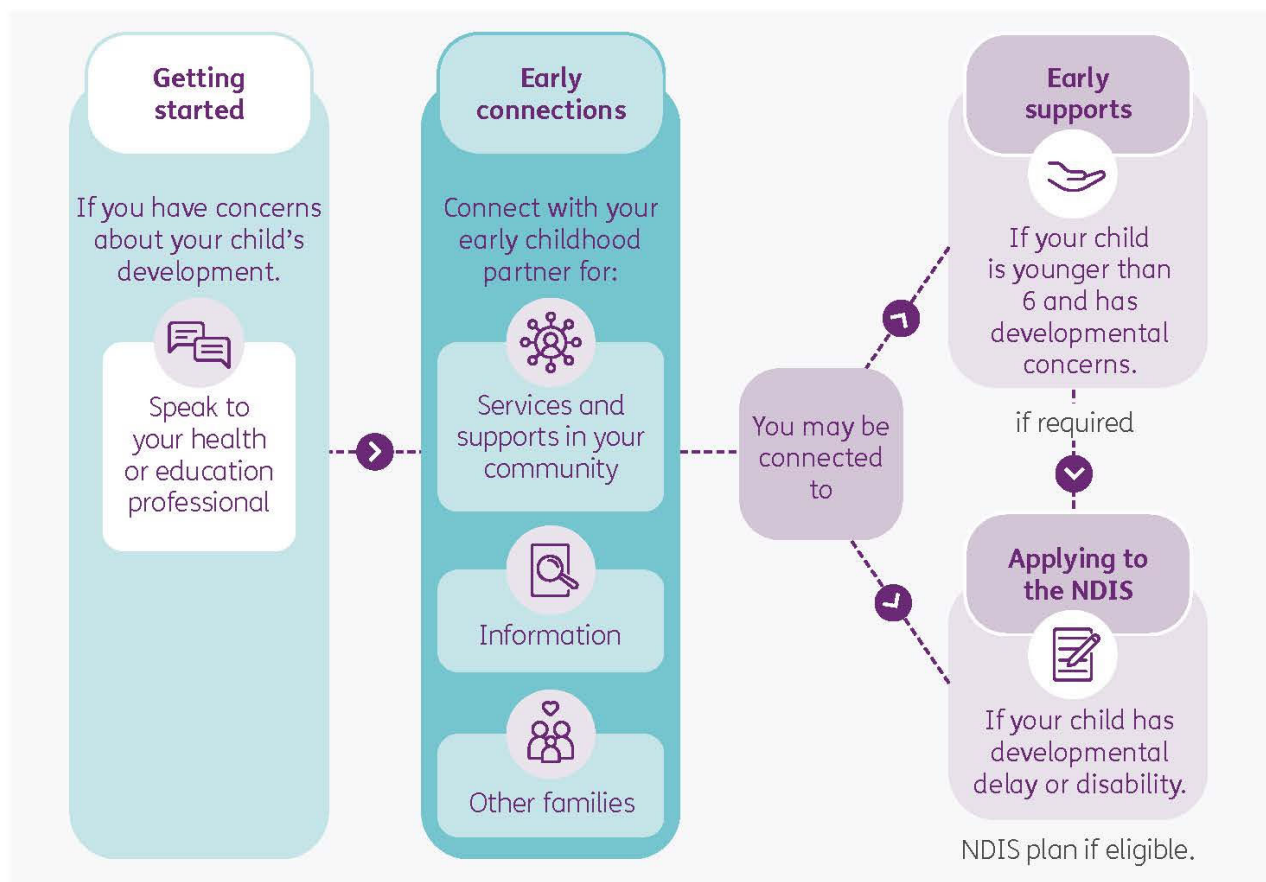 Getting
started
If you have concerns
about your child's
development.
Speak to
your health
or education
professional
Early
connections
Connect with your
early childhood
partner for:
Services and
supports in your
community
Information
Other families
You may be
connected
to
Early
supports
If your child
is younger than
6 and has
developmental
concerns.
if required
Applying to
the NDIS
If your child has
developmental
delay or disability.
NDIS plan if eligible.